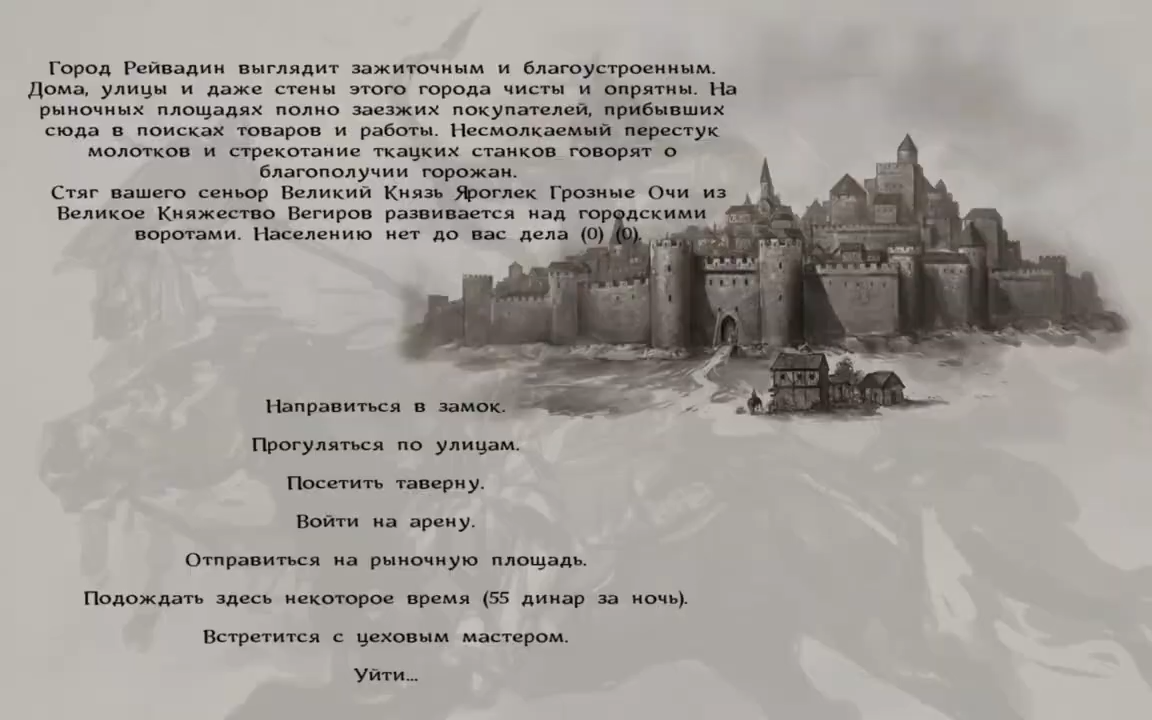 Город Рейвадин выглядит зажиточным и благоустроенным.
Дома, улицы и даже стены этого города чисты и опрятны. На
рыночных площадях полно заезжих покупателей, прибывших
сюда в поисках товаров и работы. Несмолкаемый перестук
молотков и стрекотание ткацких станков говорят о
благополучии горожан.
Стяг вашего сеньор Великий Князь Яроглек Грозные Очи из
Великое Княжество Вегиров развивается над городскими
воротами. Населению нет до вас дела (0) (0).
Направиться в замок.
Прогуляться по улицам.
Посетить таверну.
Войти на арену.
Отправиться на рыночную площадь.
Подождать здесь некоторое время (55 динар за ночь).
Встретится с цеховым мастером.
Уйти...